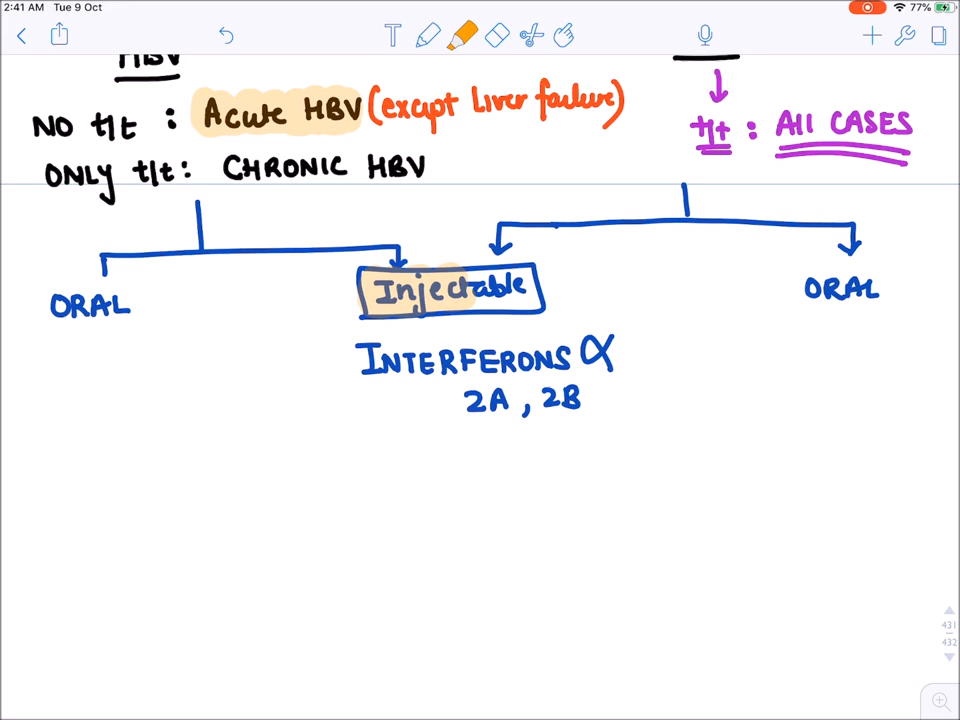 2:41 AM Tue 9 Oct
77%
HBV
NO t/t : Acute HBV (except Liver failure)
t/t : All CASES
ONLY t/t : CHRONIC HBV
ORAL
Injectable
ORAL
INTERFERONS α
2A , 2B
431
432